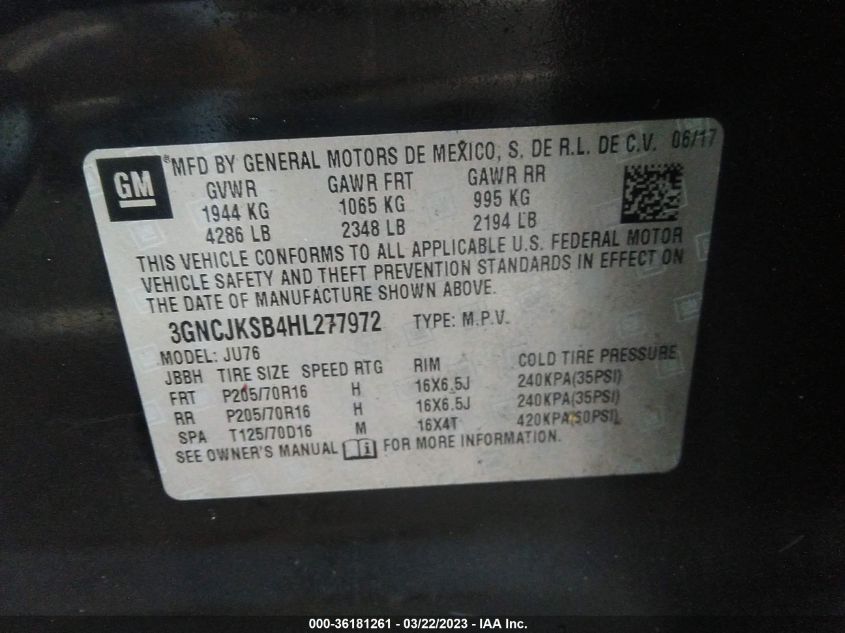 GM
® MFD BY GENERAL MOTORS DE MEXICO, S. DE R.L. DE C.V. 06/17
GVWR GAWR FRT GAWR RR
1944 KG 1065 KG 995 KG
4286 LB 2348 LB 2194 LB
THIS VEHICLE CONFORMS TO ALL APPLICABLE U.S. FEDERAL MOTOR
VEHICLE SAFETY AND THEFT PREVENTION STANDARDS IN EFFECT ON
THE DATE OF MANUFACTURE SHOWN ABOVE.
3GNCJKSB4HL277972 TYPE: M.P.V.
MODEL: JU76
JBBH TIRE SIZE SPEED RTG RIM COLD TIRE PRESSURE
FRT P205/70R16 H 16X6.5J 240KPA(35PSI)
RR P205/70R16 H 16X6.5J 240KPA(35PSI)
SPA T125/70D16 M 16X4T 420KPA(60PSI)
SEE OWNER'S MANUAL i FOR MORE INFORMATION.
000-36181261 - 03/22/2023 - IAA Inc.